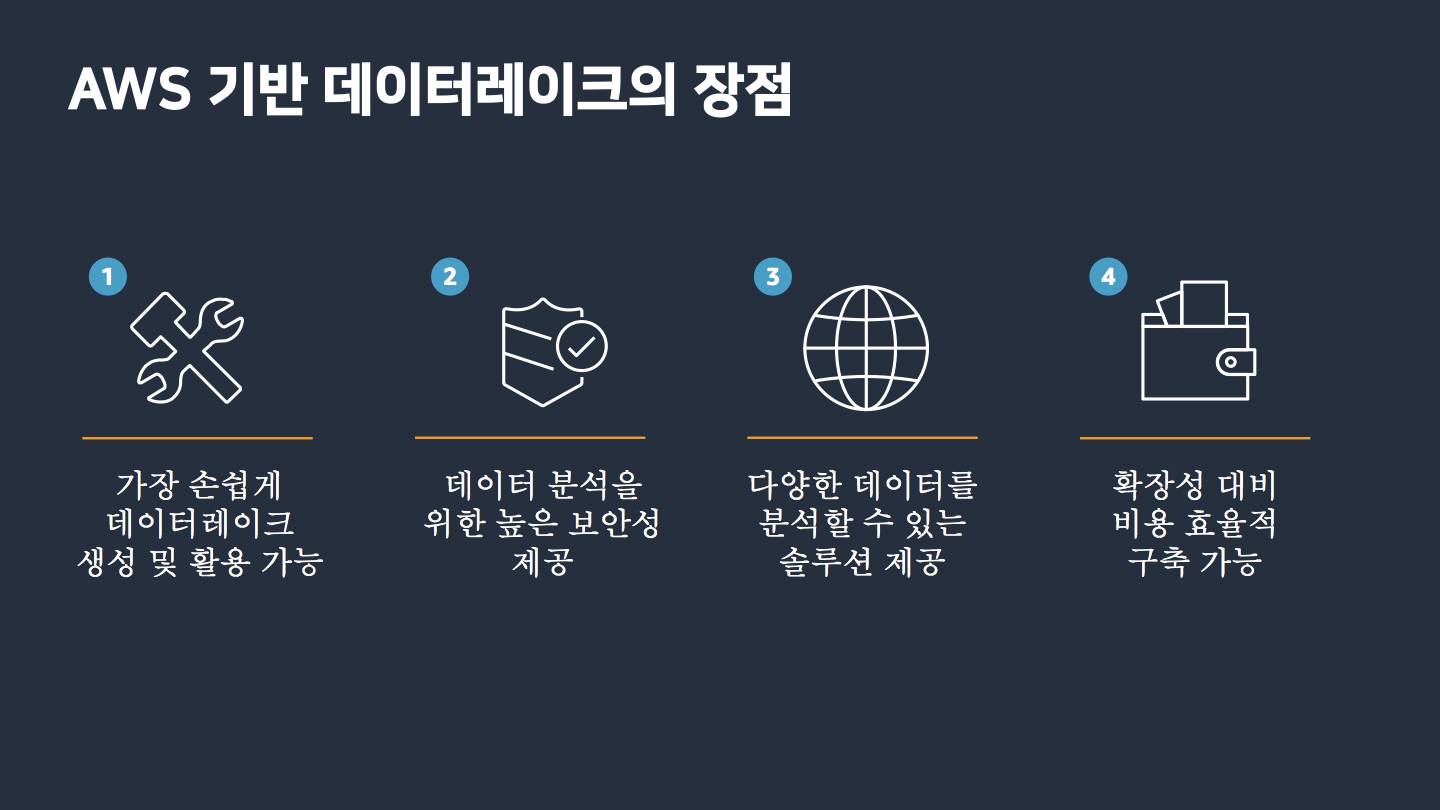 AWS 기반 데이터레이크의 장점
1
가장 손쉽게
데이터레이크
생성 및 활용 가능
2
데이터 분석을
위한 높은 보안성
제공
3
다양한 데이터를
분석할 수 있는
솔루션 제공
4
확장성 대비
비용 효율적
구축 가능